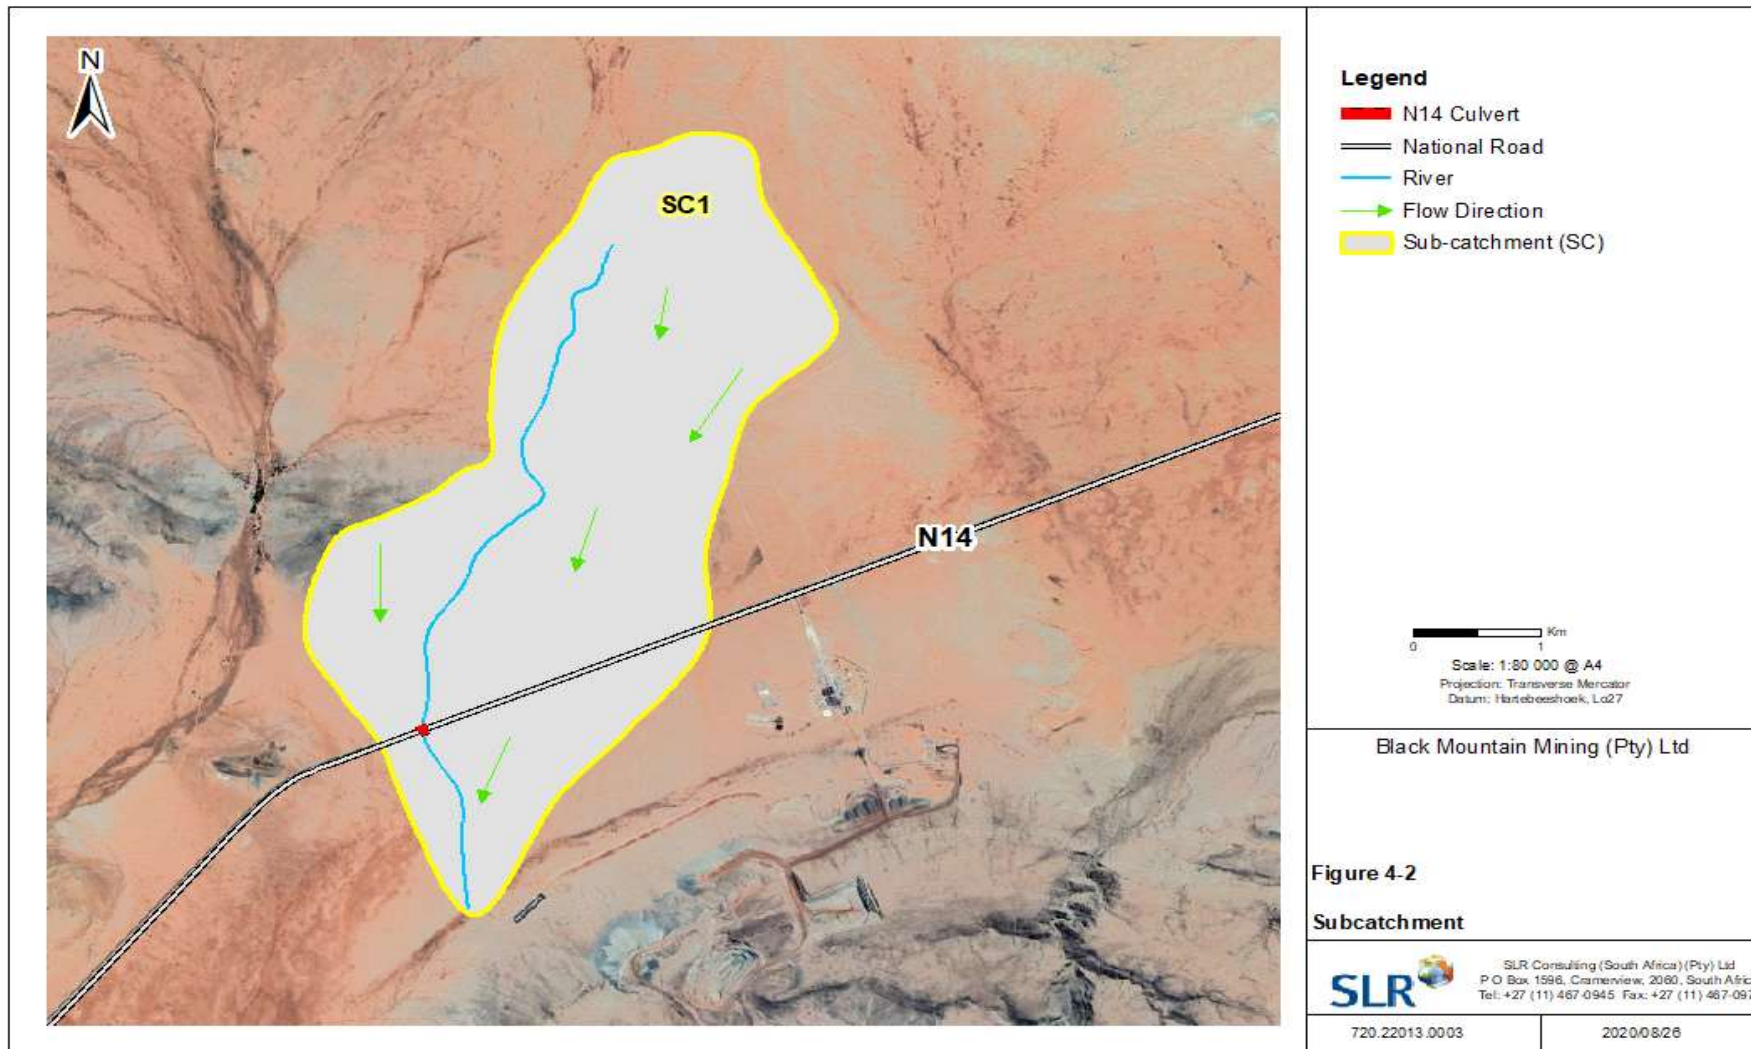 N
SC1
N14
Legend
N14 Culvert
National Road
River
Flow Direction
Sub-catchment (SC)
Km
0 1
Scale: 1:80 000 @ A4
Projection: Transverse Mercator
Datum: Hartebeeshoek, Lo27
Black Mountain Mining (Pty) Ltd
Figure 4-2
Subcatchment
SLR
SLR Consulting (South Africa) (Pty) Ltd
P O Box 1596, Cramerview, 2060, South Afric
Tel: +27 (11) 467-0945 Fax: +27 (11) 467-097
720.22013.0003
2020/08/26